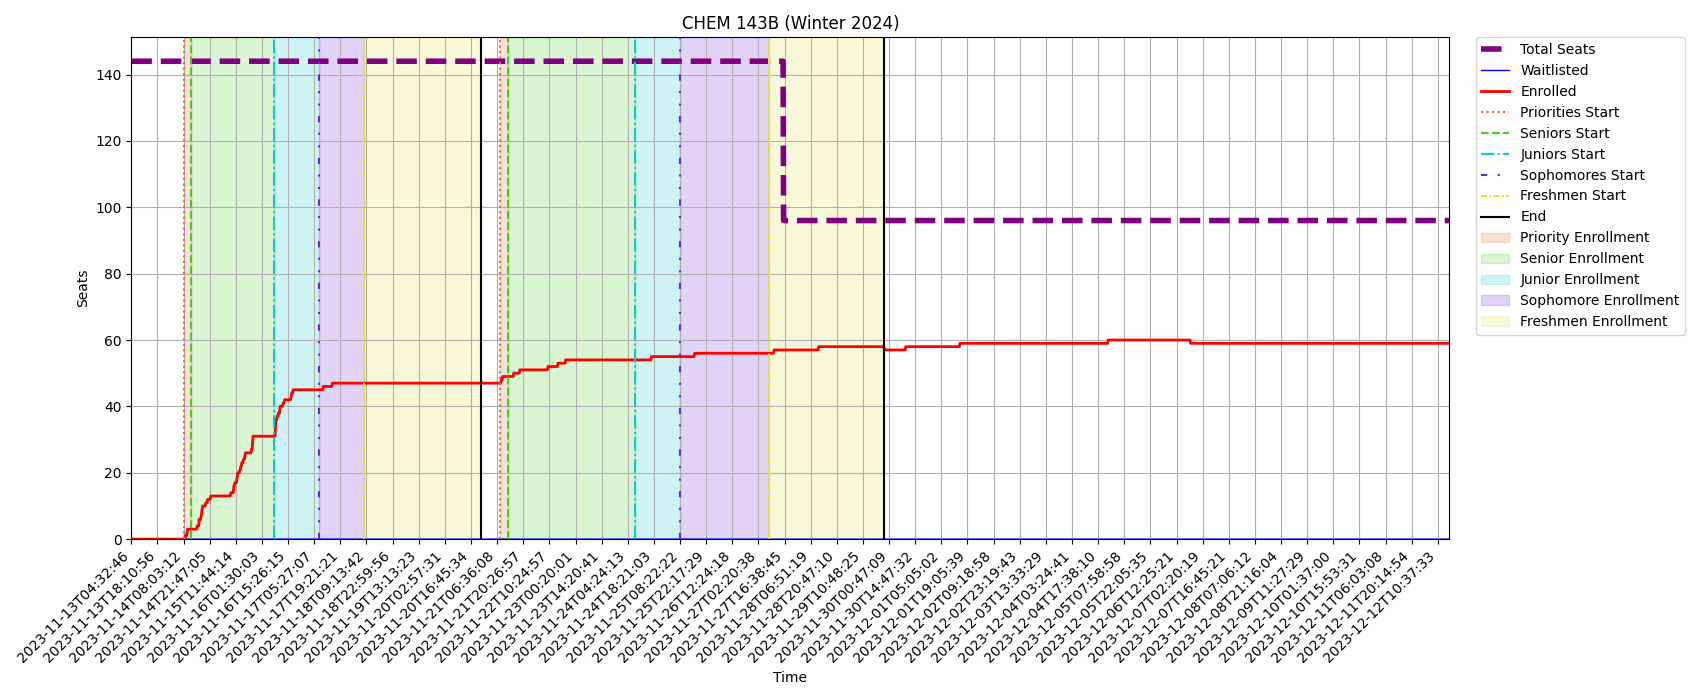 CHEM 143B (Winter 2024)
Seats
140
120
100
80
60
40
20
0
2023-11-13T04:32:46
2023-11-13T18:10:56
2023-11-14T08:03:12
2023-11-14T21:47:05
2023-11-15T11:44:14
2023-11-16T01:30:03
2023-11-16T15:26:15
2023-11-17T05:27:07
2023-11-17T19:21:21
2023-11-18T09:13:42
2023-11-18T22:59:56
2023-11-19T13:13:23
2023-11-20T02:57:31
2023-11-20T16:45:34
2023-11-21T06:36:08
2023-11-21T20:26:57
2023-11-22T10:24:57
2023-11-23T00:20:01
2023-11-23T14:20:41
2023-11-24T04:24:13
2023-11-24T18:21:03
2023-11-25T08:22:22
2023-11-25T22:17:29
2023-11-26T12:24:18
2023-11-27T02:20:38
2023-11-27T16:38:45
2023-11-28T06:51:19
2023-11-28T20:47:10
2023-11-29T10:48:25
2023-11-30T00:47:09
2023-11-30T14:47:32
2023-12-01T05:05:02
2023-12-01T19:05:39
2023-12-02T09:18:58
2023-12-02T23:19:43
2023-12-03T13:33:29
2023-12-04T03:24:41
2023-12-04T17:38:10
2023-12-05T07:58:58
2023-12-05T22:05:35
2023-12-06T12:25:21
2023-12-07T02:20:19
2023-12-07T16:45:21
2023-12-08T07:06:12
2023-12-08T21:16:04
2023-12-09T11:27:29
2023-12-10T01:37:00
2023-12-10T15:53:31
2023-12-11T06:03:08
2023-12-11T20:14:54
2023-12-12T10:37:33
Time
Total Seats
Waitlisted
Enrolled
Priorities Start
Seniors Start
Juniors Start
Sophomores Start
Freshmen Start
End
Priority Enrollment
Senior Enrollment
Junior Enrollment
Sophomore Enrollment
Freshmen Enrollment